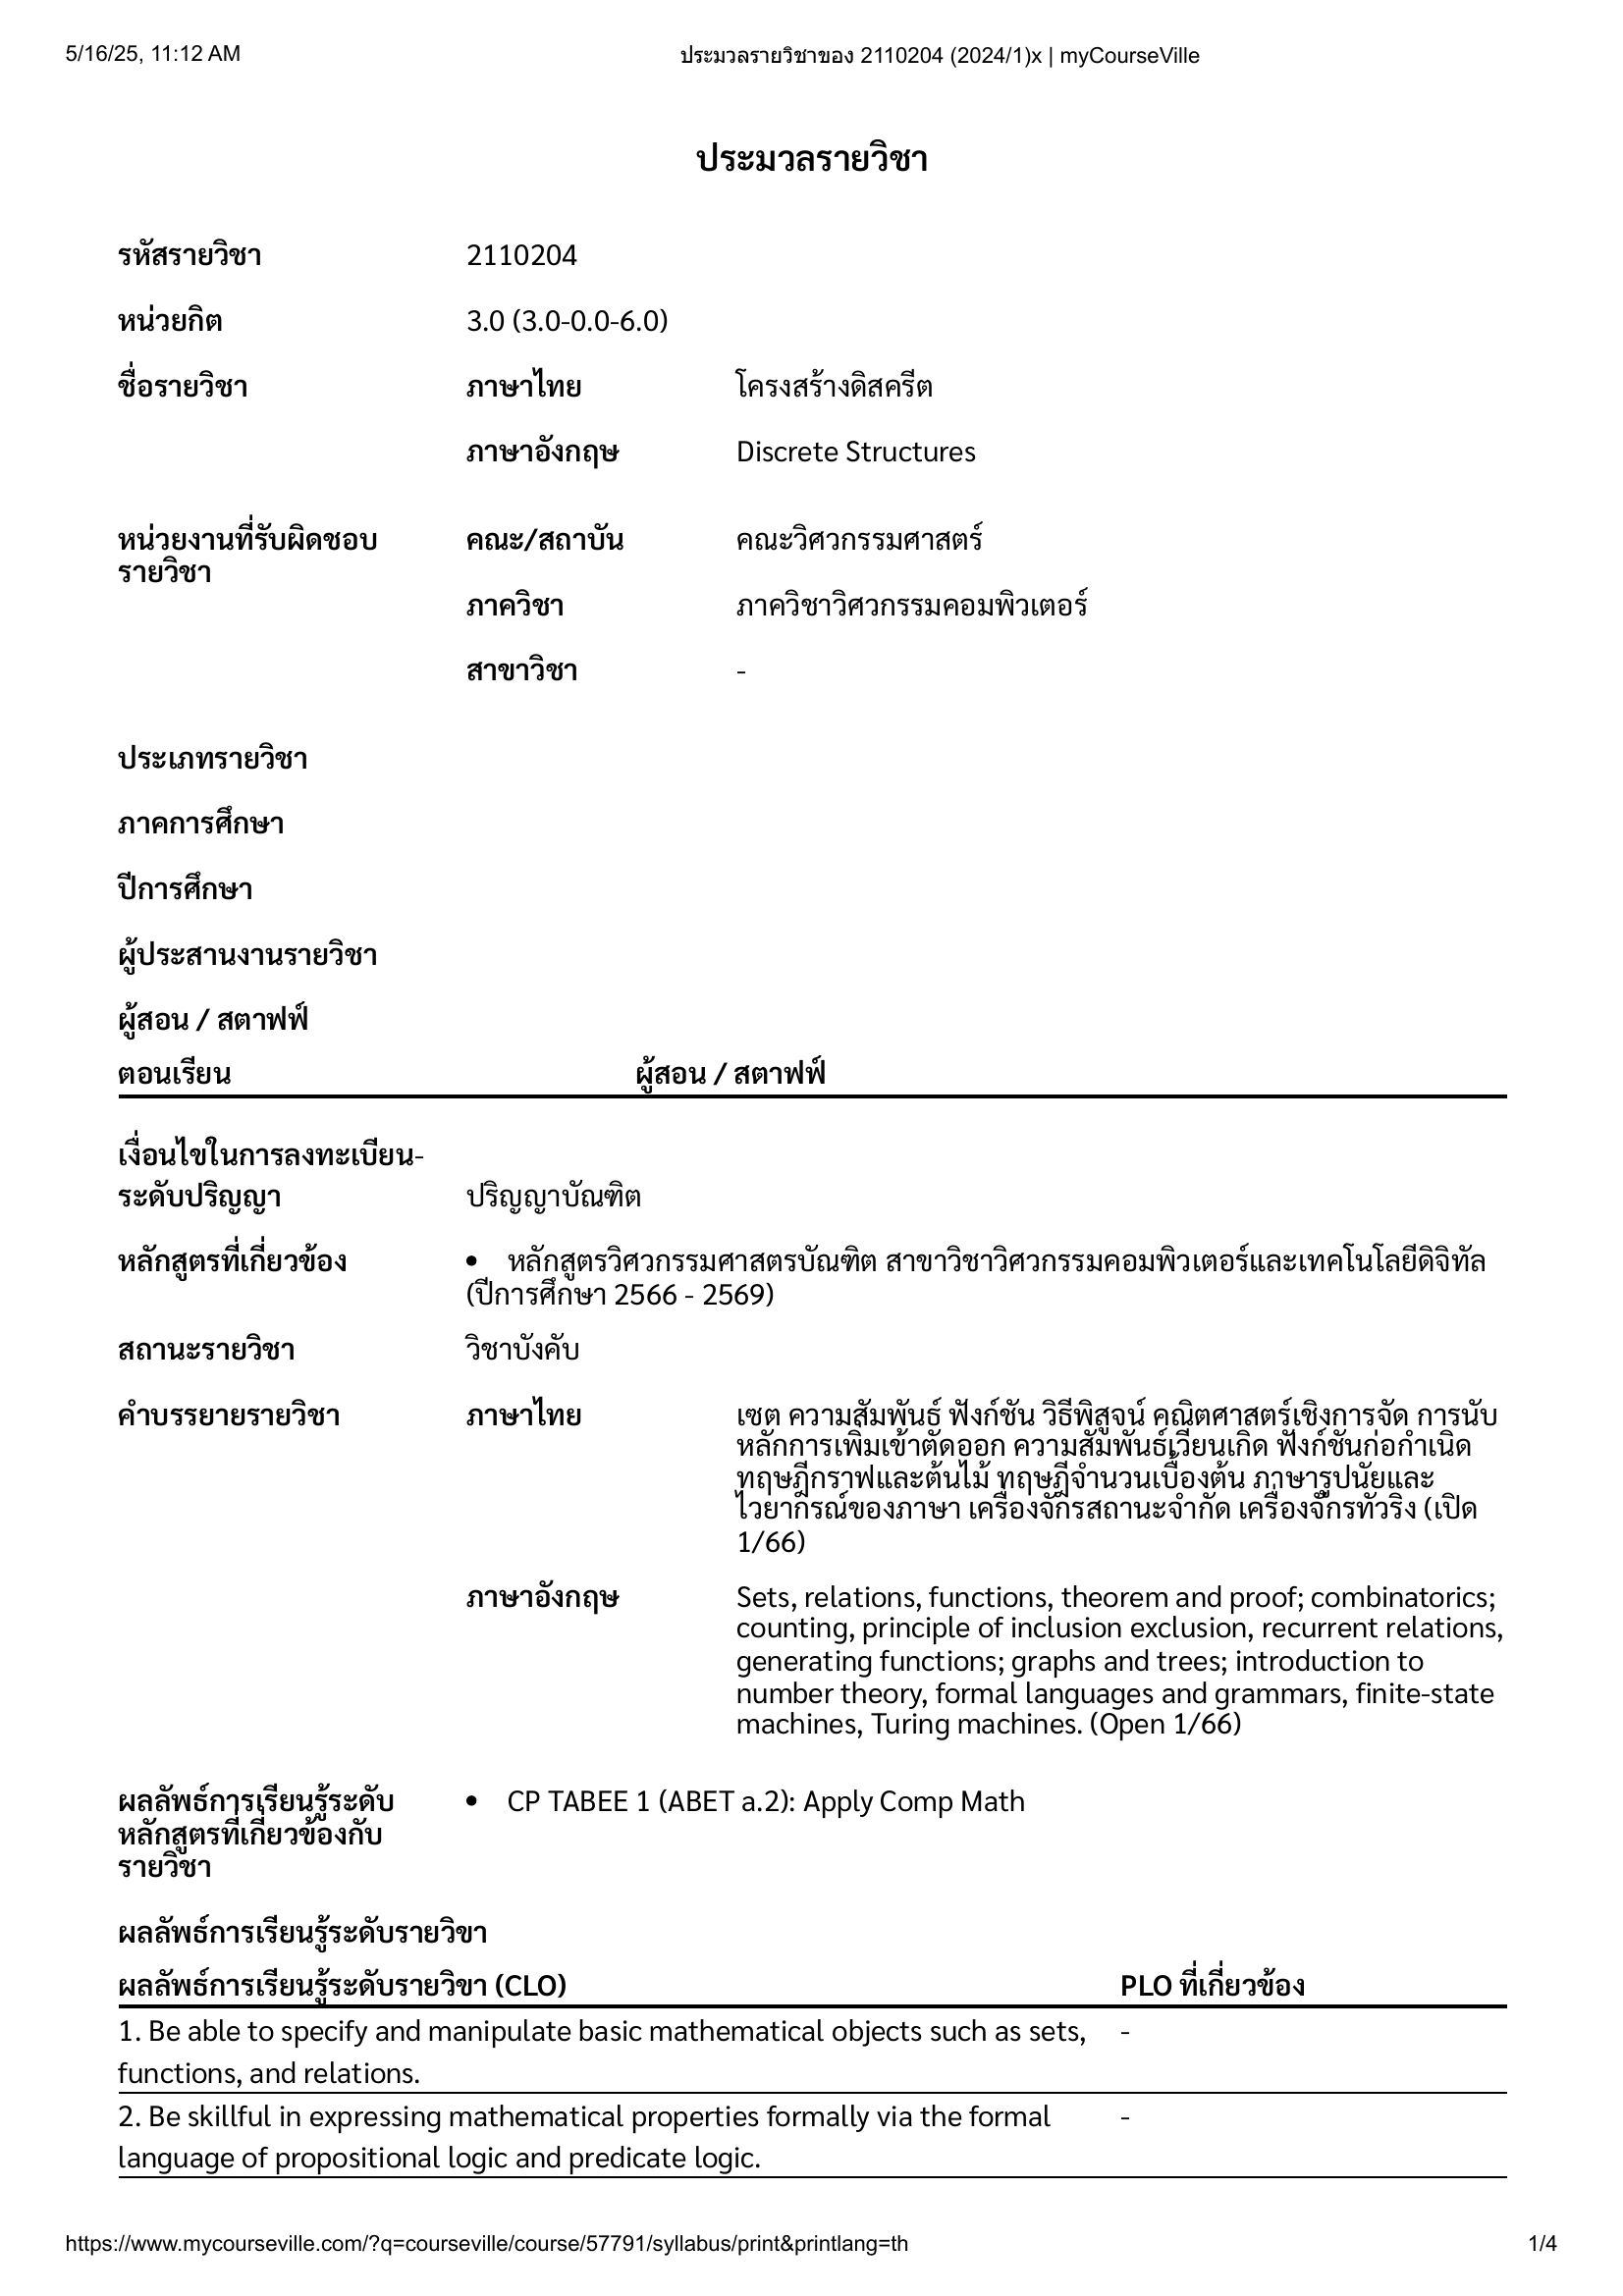 5/16/25, 11:12 AM ประมวลรายวิชาของ 2110204 (2024/1)x | myCourseVille
ประมวลรายวิชา
รหัสรายวิชา 2110204
หน่วยกิต 3.0 (3.0-0.0-6.0)
ชื่อรายวิชา ภาษาไทย โครงสร้างดิสครีต
ภาษาอังกฤษ Discrete Structures
หน่วยงานที่รับผิดชอบ คณะ/สถาบัน คณะวิศวกรรมศาสตร์
รายวิชา
ภาควิชา ภาควิชาวิศวกรรมคอมพิวเตอร์
สาขาวิชา -
ประเภทรายวิชา
ภาคการศึกษา
ปีการศึกษา
ผู้ประสานงานรายวิชา
ผู้สอน / สตาฟฟ์
ตอนเรียน ผู้สอน / สตาฟฟ์
เงื่อนไขในการลงทะเบียน-
ระดับปริญญา ปริญญาบัณฑิต
หลักสูตรที่เกี่ยวข้อง • หลักสูตรวิศวกรรมศาสตรบัณฑิต สาขาวิชาวิศวกรรมคอมพิวเตอร์และเทคโนโลยีดิจิทัล
(ปีการศึกษา 2566 - 2569)
สถานะรายวิชา วิชาบังคับ
คำบรรยายรายวิชา ภาษาไทย เซต ความสัมพันธ์ ฟังก์ชัน วิธีพิสูจน์ คณิตศาสตร์เชิงการจัด การนับ
หลักการเพิ่มเข้าตัดออก ความสัมพันธ์เวียนเกิด ฟังก์ชันก่อกำเนิด
ทฤษฎีกราฟและต้นไม้ ทฤษฎีจำนวนเบื้องต้น ภาษารูปนัยและ
ไวยากรณ์ของภาษา เครื่องจักรสถานะจำกัด เครื่องจักรทัวริง (เปิด
1/66)
ภาษาอังกฤษ Sets, relations, functions, theorem and proof; combinatorics;
counting, principle of inclusion exclusion, recurrent relations,
generating functions; graphs and trees; introduction to
number theory, formal languages and grammars, finite-state
machines, Turing machines. (Open 1/66)
ผลลัพธ์การเรียนรู้ระดับ • CP TABEE 1 (ABET a.2): Apply Comp Math
หลักสูตรที่เกี่ยวข้องกับ
รายวิชา
ผลลัพธ์การเรียนรู้ระดับรายวิขา
ผลลัพธ์การเรียนรู้ระดับรายวิขา (CLO) PLO ที่เกี่ยวข้อง
1. Be able to specify and manipulate basic mathematical objects such as sets, -
functions, and relations.
2. Be skillful in expressing mathematical properties formally via the formal -
language of propositional logic and predicate logic.
https://www.mycourseville.com/?q=courseville/course/57791/syllabus/print&printlang=th 1/4